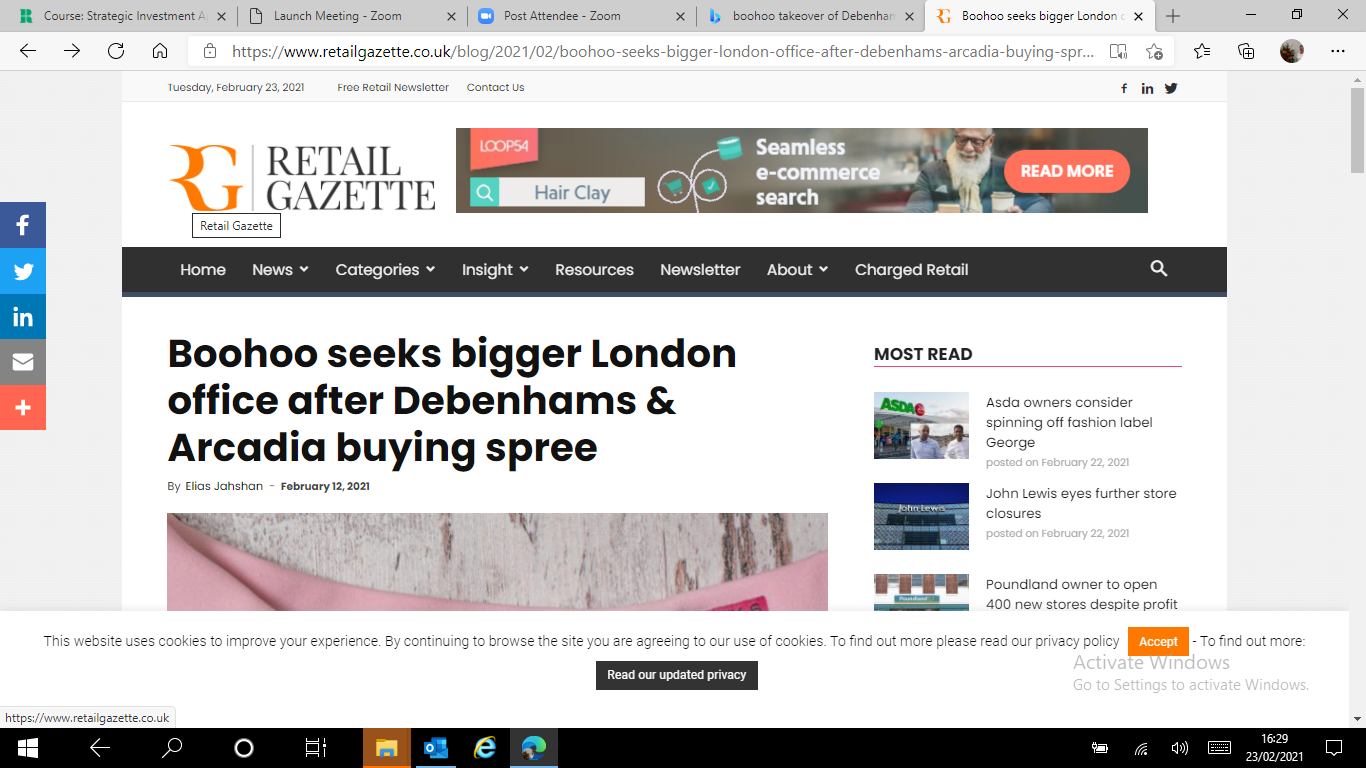 Course: Strategic Investment A
Launch Meeting - Zoom
Post Attendee - Zoom
boohoo takeover of Debenham
Boohoo seeks bigger London o
https://www.retailgazette.co.uk/blog/2021/02/boohoo-seeks-bigger-london-office-after-debenhams-arcadia-buying-spr...
Tuesday, February 23, 2021
Free Retail Newsletter
Contact Us
RETAIL
GAZETTE
Retail Gazette
LOOP54
Hair Clay
Seamless
e-commerce
search
READ MORE
Home
News
Categories
Insight
Resources
Newsletter
About
Charged Retail
Boohoo seeks bigger London
office after Debenhams &
Arcadia buying spree
By Elias Jahshan - February 12, 2021
MOST READ
ASDA
Asda owners consider
spinning off fashion label
George
posted on February 22, 2021
John Lewis
John Lewis eyes further store
closures
posted on February 22, 2021
Poundland
Poundland owner to open
400 new stores despite profit
This website uses cookies to improve your experience. By continuing to browse the site you are agreeing to our use of cookies. To find out more please read our privacy policy Accept - To find out more:
Read our updated privacy
Activate Windows
Go to Settings to activate Windows.
https://www.retailgazette.co.uk
16:29
23/02/2021